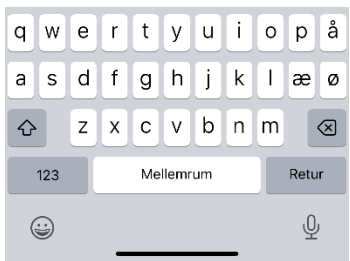 q w e r t y u i o p å
a s d f g h j k l æ ø
z x c v b n m
123 Mellemrum Retur